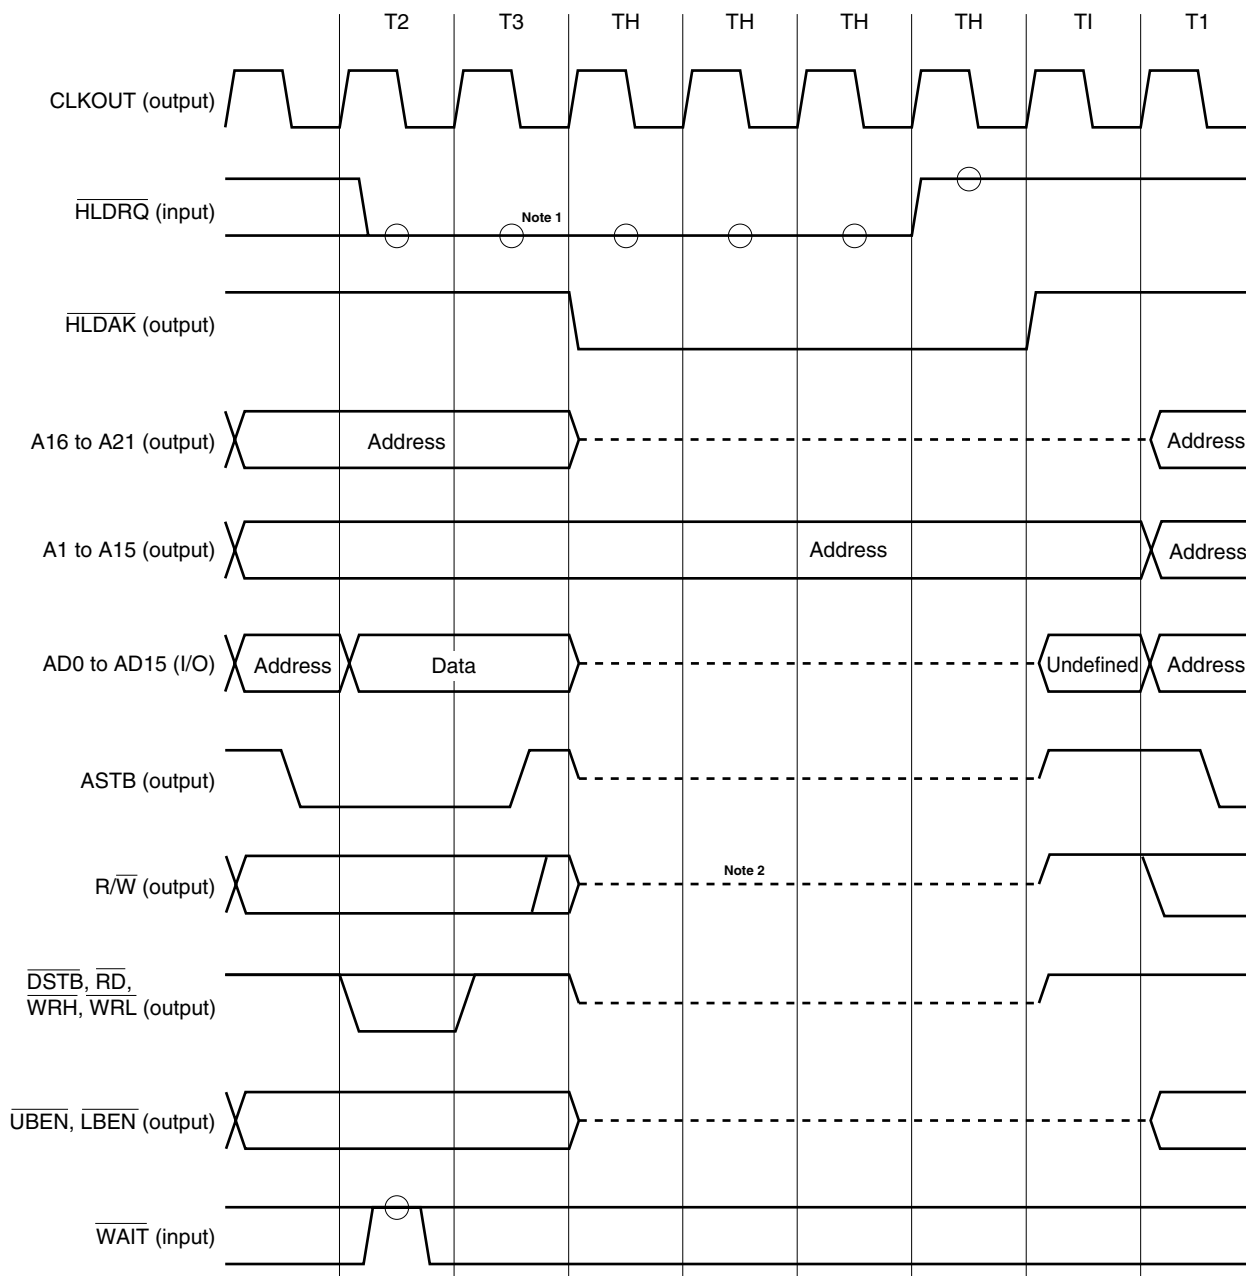 T2 T3 TH TH TH TH TI T1
CLKOUT (output)
HLDRQ (input)
Note 1
HLDAK (output)
A16 to A21 (output) Address Address
A1 to A15 (output) Address Address
AD0 to AD15 (I/O) Address Data Undefined Address
ASTB (output)
R/W (output)
Note 2
DSTB, RD,
WRH, WRL (output)
UBEN, LBEN (output)
WAIT (input)